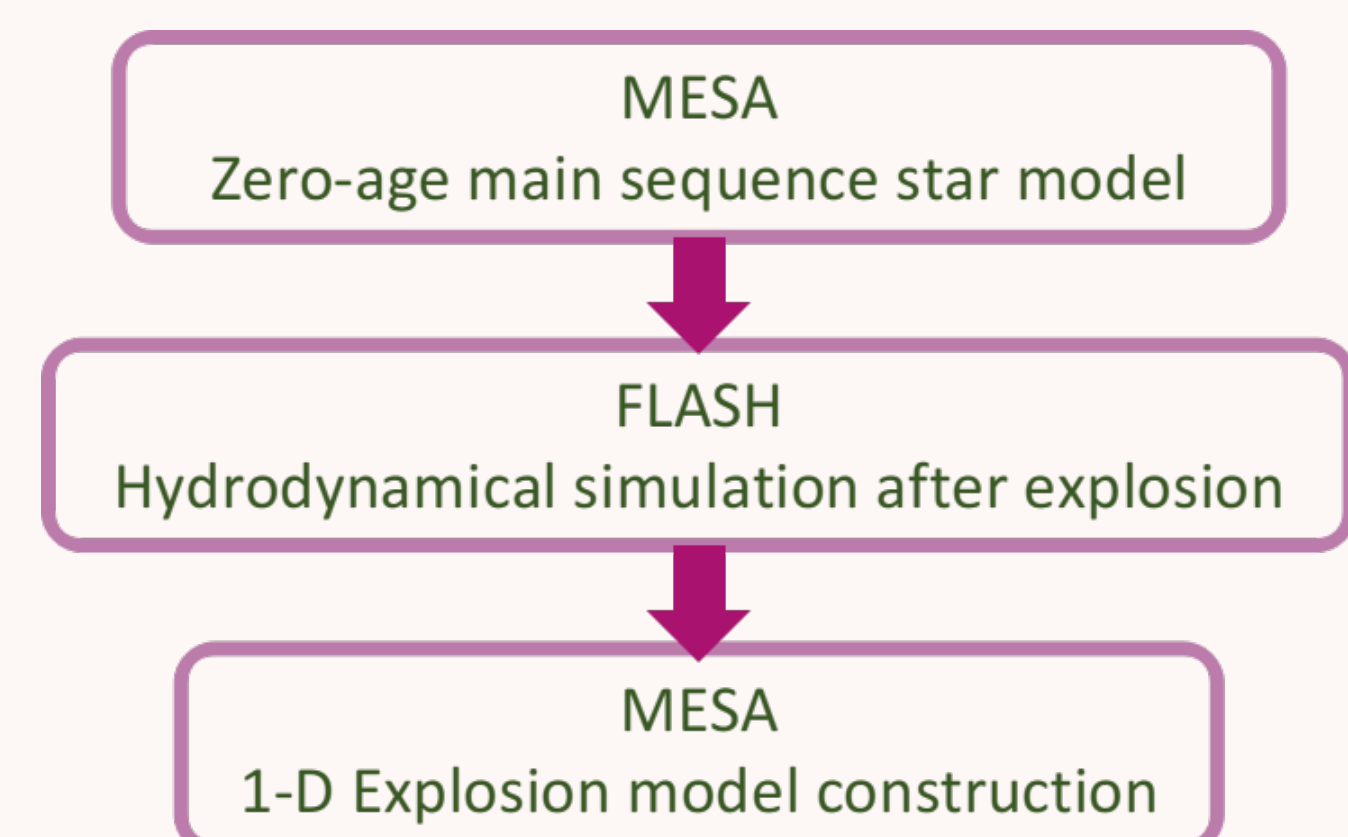 MESA
Zero-age main sequence star model
FLASH
Hydrodynamical simulation after explosion
MESA
1-D Explosion model construction